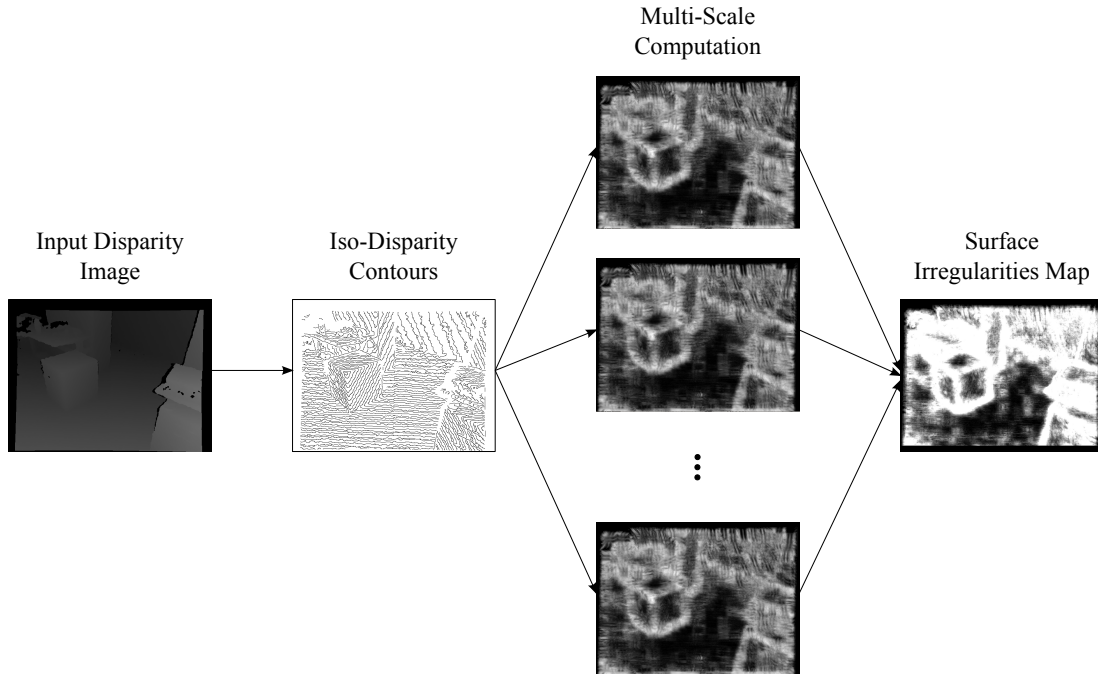 Multi-Scale
Computation
Input Disparity
Image
Iso-Disparity
Contours
Surface
Irregularities Map